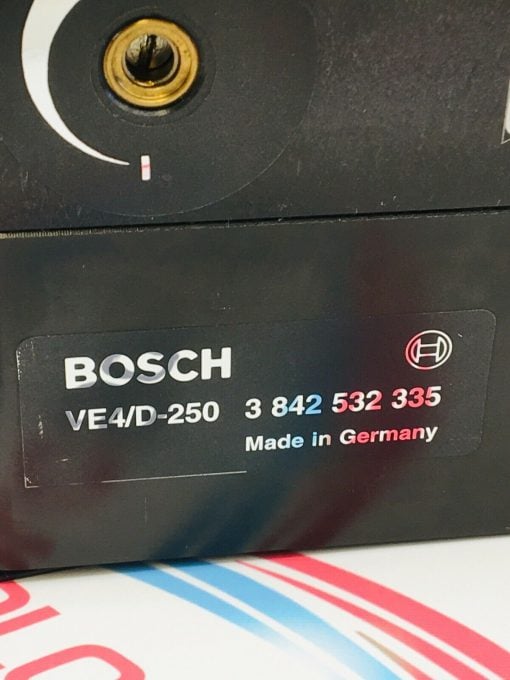 BOSCH
VE4/D-250 3 842 532 335
Made in Germany